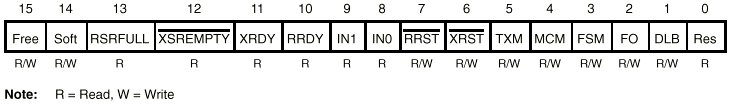 15 14 13 12 11 10 9 8 7 6 5 4 3 2 1 0
Free Soft RSRFULL XSREMPTY XRDY RRDY IN1 IN0 RRST XRST TXM MCM FSM FO DLB Res
R/W R/W R R R R R R R/W R/W R/W R/W R/W R/W R/W R
Note: R = Read, W = Write